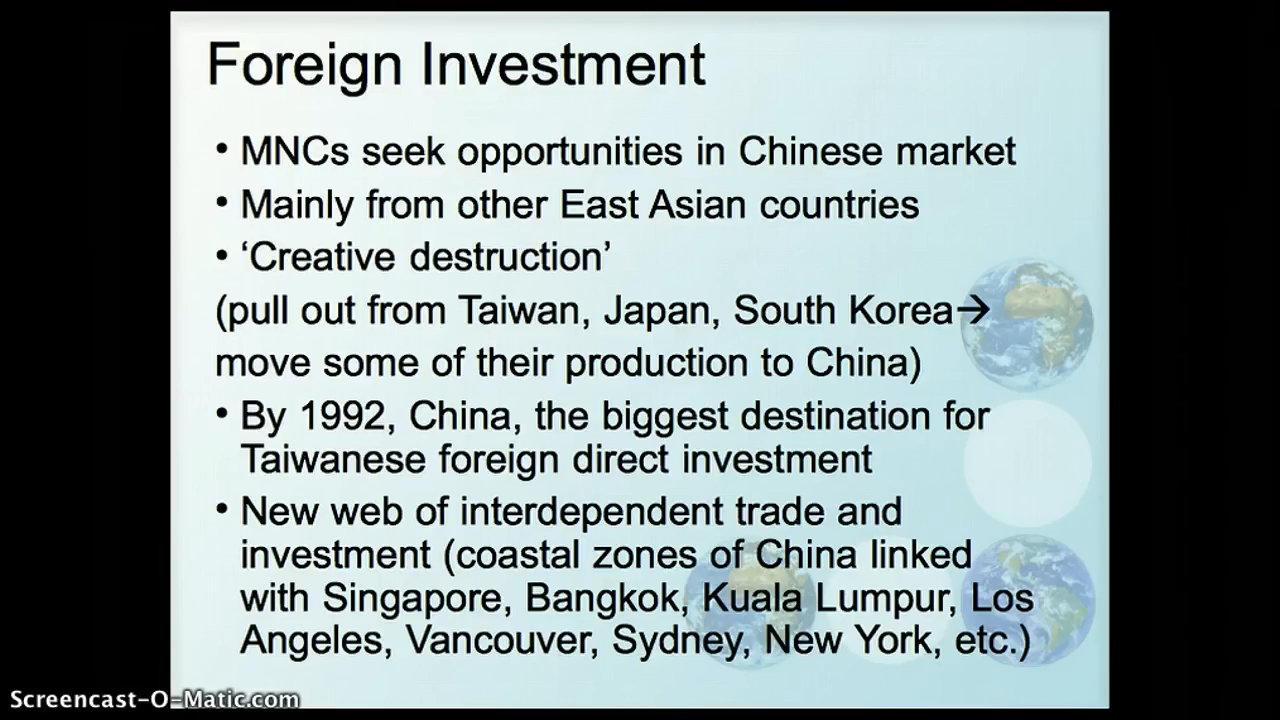 Foreign Investment
• MNCs seek opportunities in Chinese market
• Mainly from other East Asian countries
• ‘Creative destruction’
(pull out from Taiwan, Japan, South Korea→
move some of their production to China)
• By 1992, China, the biggest destination for
Taiwanese foreign direct investment
• New web of interdependent trade and
investment (coastal zones of China linked
with Singapore, Bangkok, Kuala Lumpur, Los
Angeles, Vancouver, Sydney, New York, etc.)
Screencast-O-Matic.com